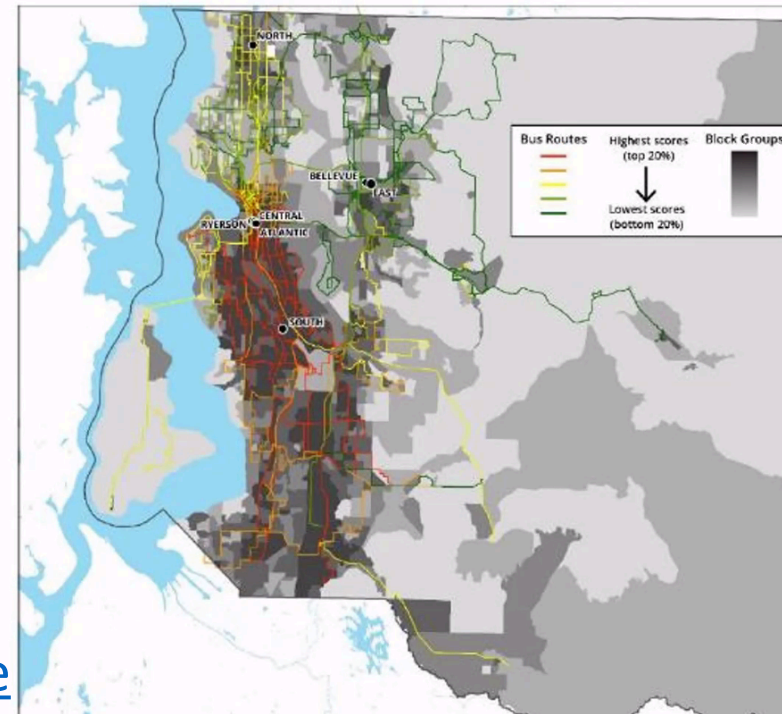 NORTH
Bus Routes
Highest scores
(top 20%)
Block Groups
BELLEVUE
EAST
Lowest scores
(bottom 20%)
RYERSON
CENTRAL
ATLANTIC
SOUTH
e